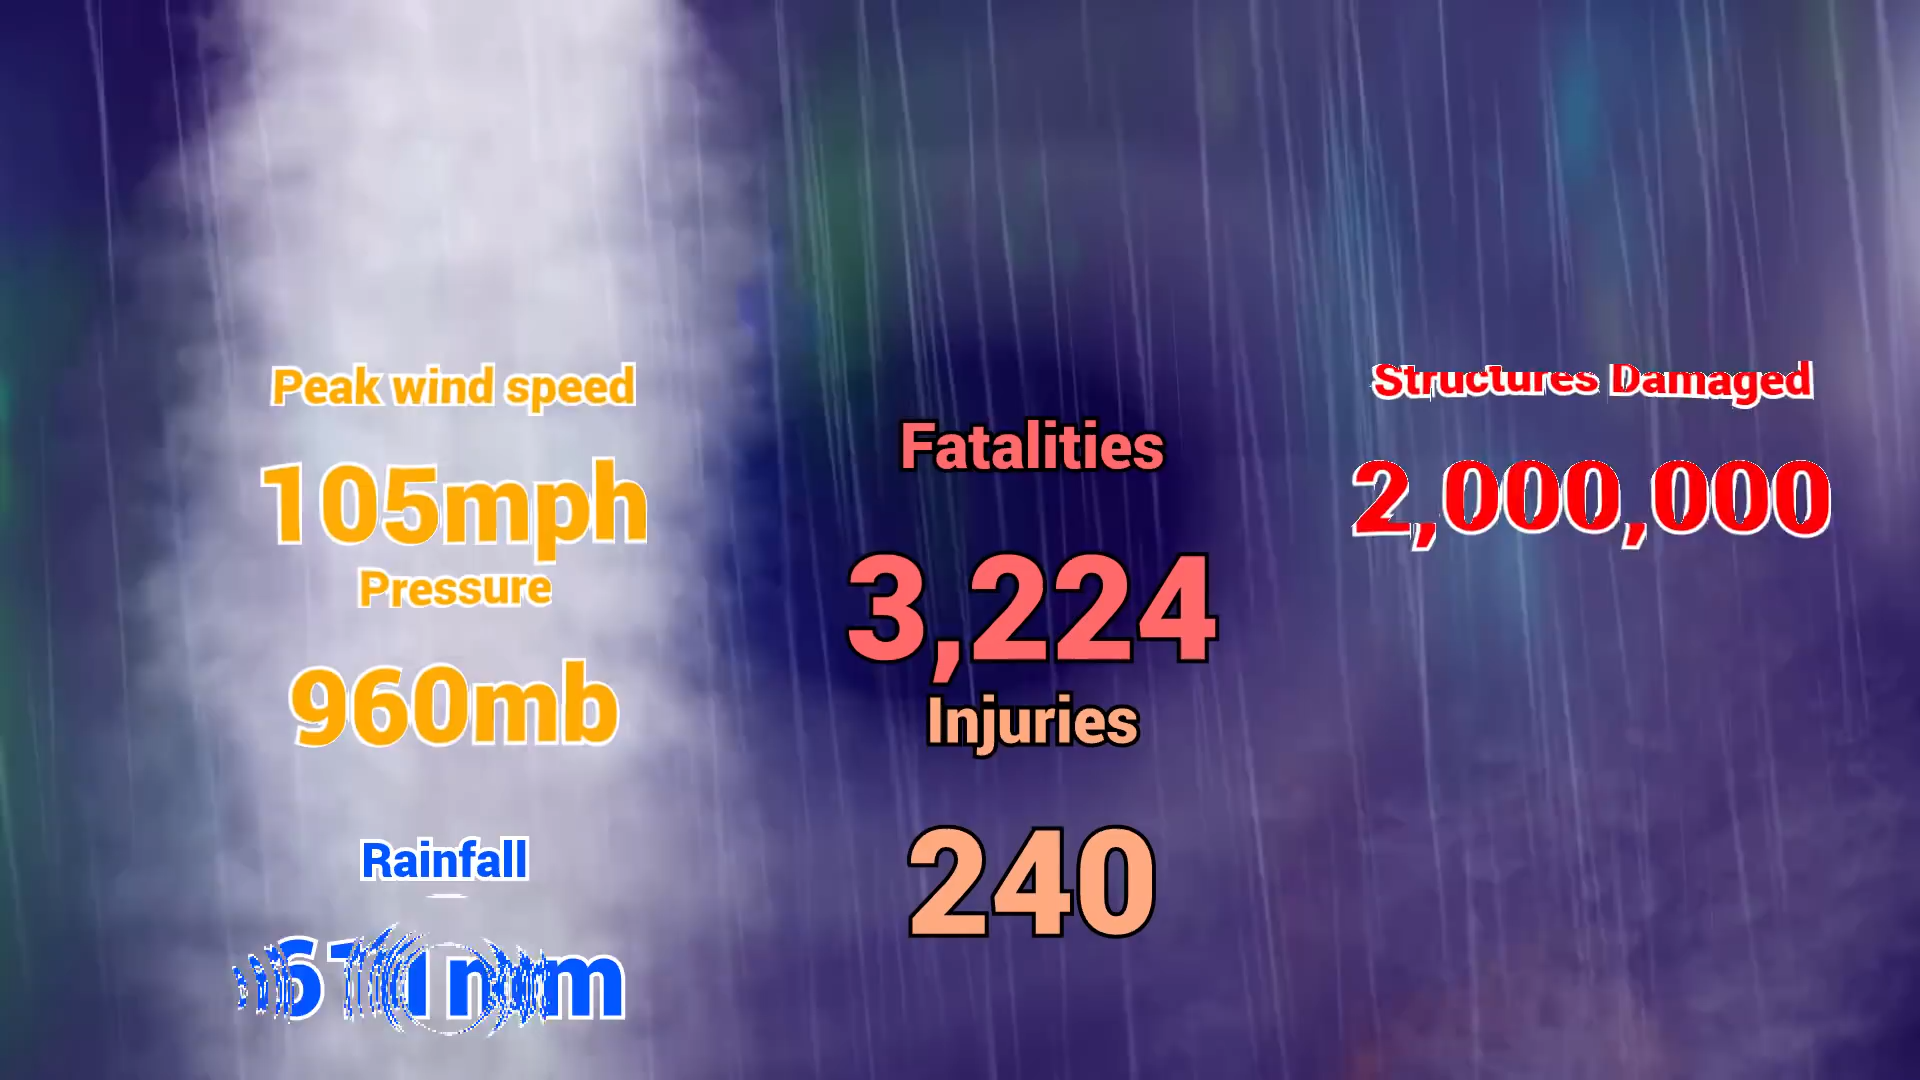 Peak wind speed
105mph
Pressure
960mb
Rainfall
Fatalities
3,224
Injuries
240
Structures Damaged
2,000,000